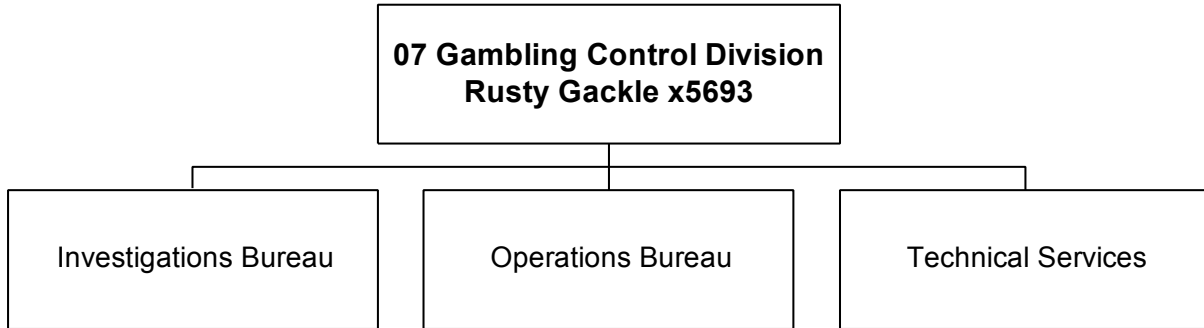 07 Gambling Control Division
Rusty Gackle x5693
Investigations Bureau
Operations Bureau
Technical Services